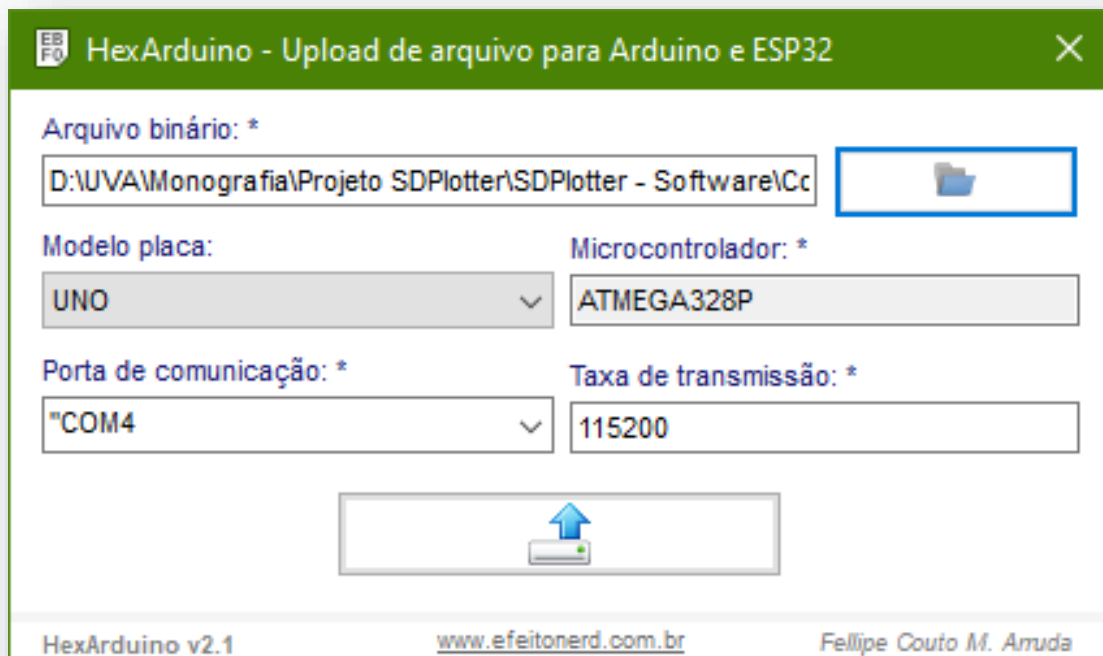 EB
F0
HexArduino - Upload de arquivo para Arduino e ESP32
Arquivo binário: *
D:\UVA\Monografia\Projeto SDPlotter\SDPlotter - Software\Co
Modelo placa:
Microcontrolador: *
UNO
ATMEGA328P
Porta de comunicação: *
Taxa de transmissão: *
"COM4
115200
HexArduino v2.1
www.efeitonerd.com.br
Fellipe Couto M. Arruda